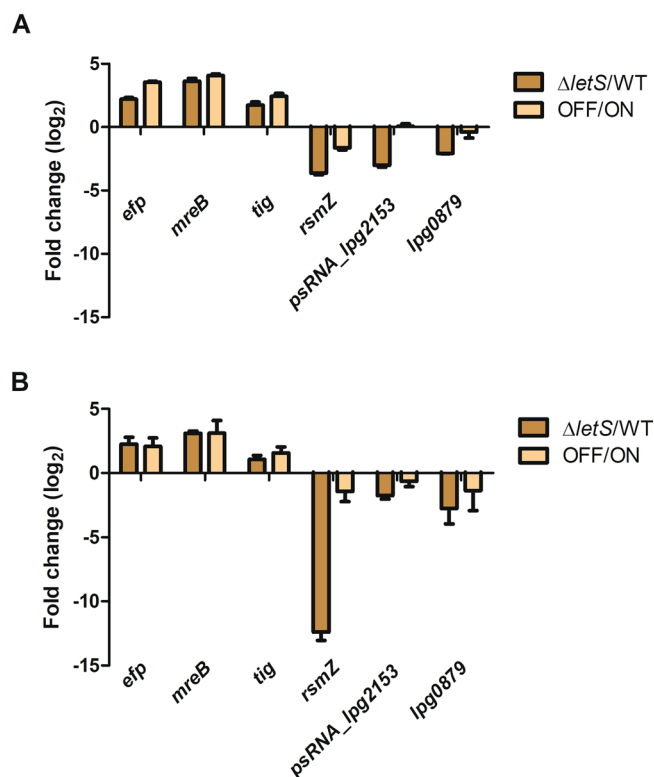 A
Fold change (log₂)
5
0
-5
-10
-15
efp
mreB
tig
rsmZ
psRNA_lpg2153
lpg0879
ΔletS/WT
OFF/ON
B
Fold change (log₂)
5
0
-5
-10
-15
efp
mreB
tig
rsmZ
psRNA_lpg2153
lpg0879
ΔletS/WT
OFF/ON